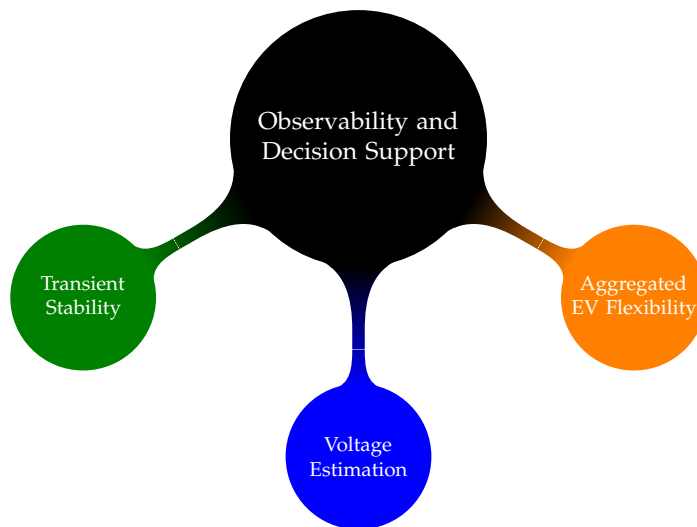 Observability and
Decision Support
Transient
Stability
Aggregated
EV Flexibility
Voltage
Estimation